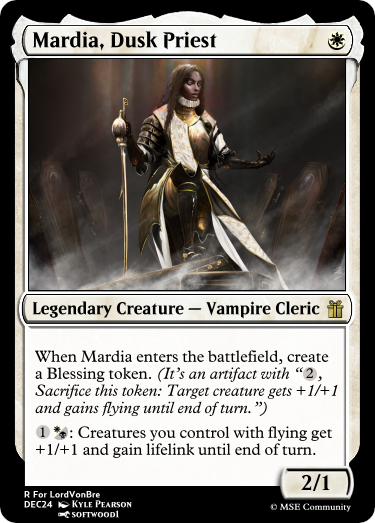 Mardia, Dusk Priest
Legendary Creature — Vampire Cleric
When Mardia enters the battlefield, create
a Blessing token. (It's an artifact with “2,
Sacrifice this token: Target creature gets +1/+1
and gains flying until end of turn.”)
1 W/B: Creatures you control with flying get
+1/+1 and gain lifelink until end of turn.
2/1
R For LordVonBre
DEC24 Kyle Pearson
softwood1
© MSE Community